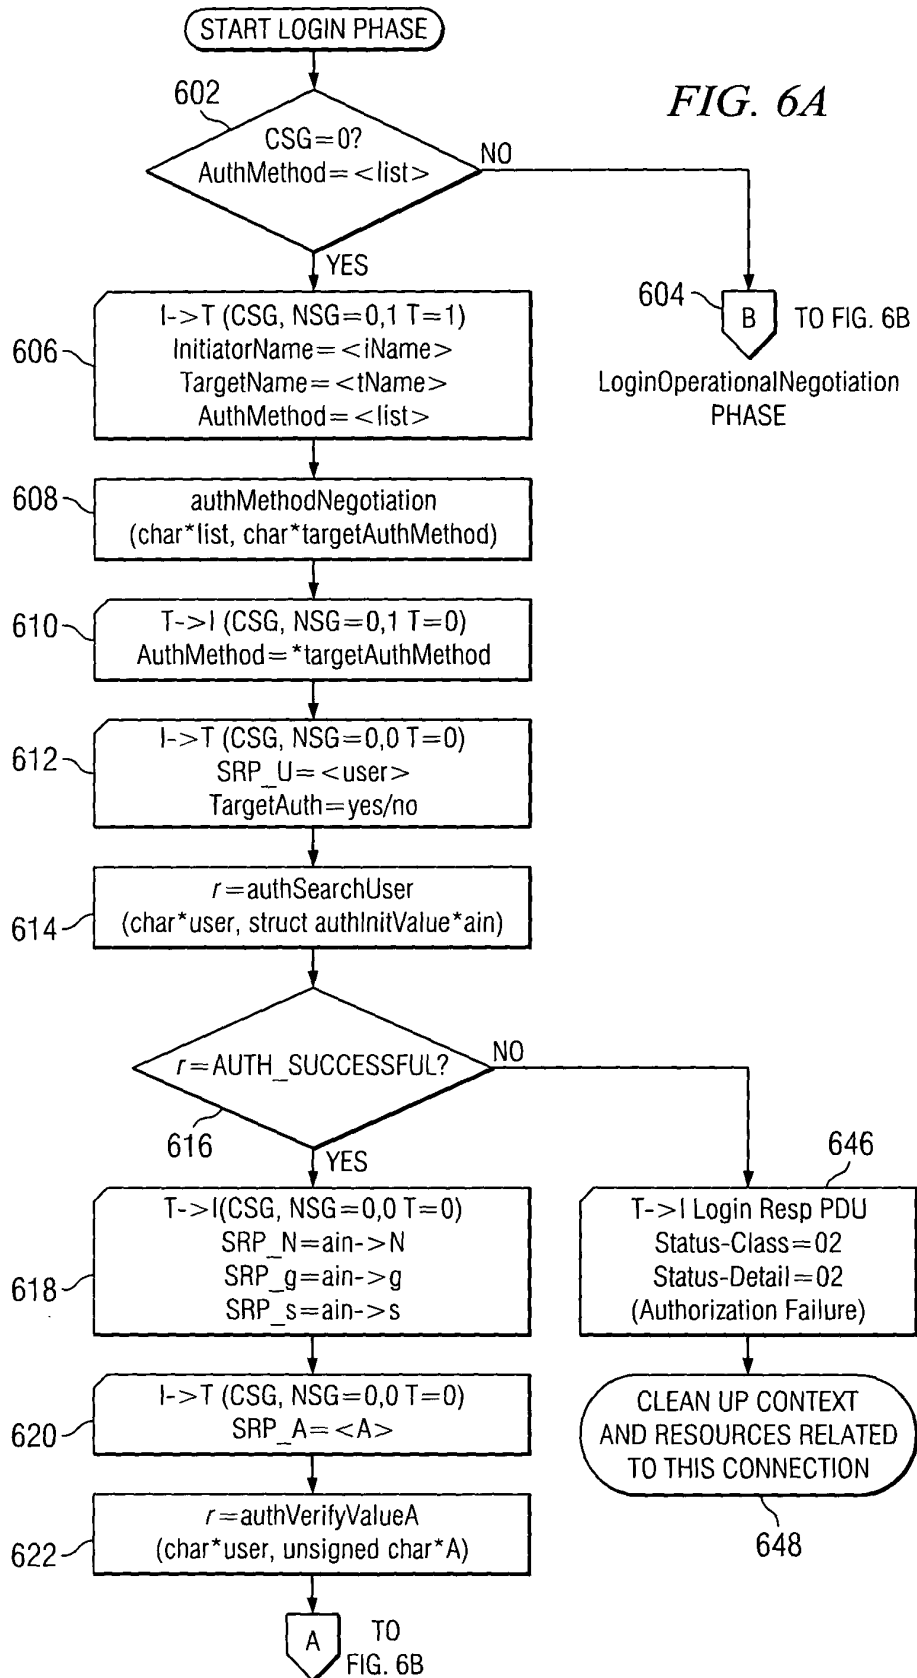 START LOGIN PHASE
FIG. 6A
602
CSG=0?
AuthMethod=<list>
NO
YES
604
B
TO FIG. 6B
LoginOperationalNegotiation
PHASE
606
I->T (CSG, NSG=0,1 T=1)
InitiatorName=<iName>
TargetName=<tName>
AuthMethod=<list>
608
authMethodNegotiation
(char*list, char*targetAuthMethod)
610
T->I (CSG, NSG=0,1 T=0)
AuthMethod=*targetAuthMethod
612
I->T (CSG, NSG=0,0 T=0)
SRP_U=<user>
TargetAuth=yes/no
614
r=authSearchUser
(char*user, struct authInitValue*ain)
r=AUTH_SUCCESSFUL?
NO
616
YES
618
T->I(CSG, NSG=0,0 T=0)
SRP_N=ain->N
SRP_g=ain->g
SRP_s=ain->s
646
T->I Login Resp PDU
Status-Class=02
Status-Detail=02
(Authorization Failure)
620
I->T (CSG, NSG=0,0 T=0)
SRP_A=<A>
CLEAN UP CONTEXT
AND RESOURCES RELATED
TO THIS CONNECTION
648
622
r=authVerifyValueA
(char*user, unsigned char*A)
A
TO
FIG. 6B